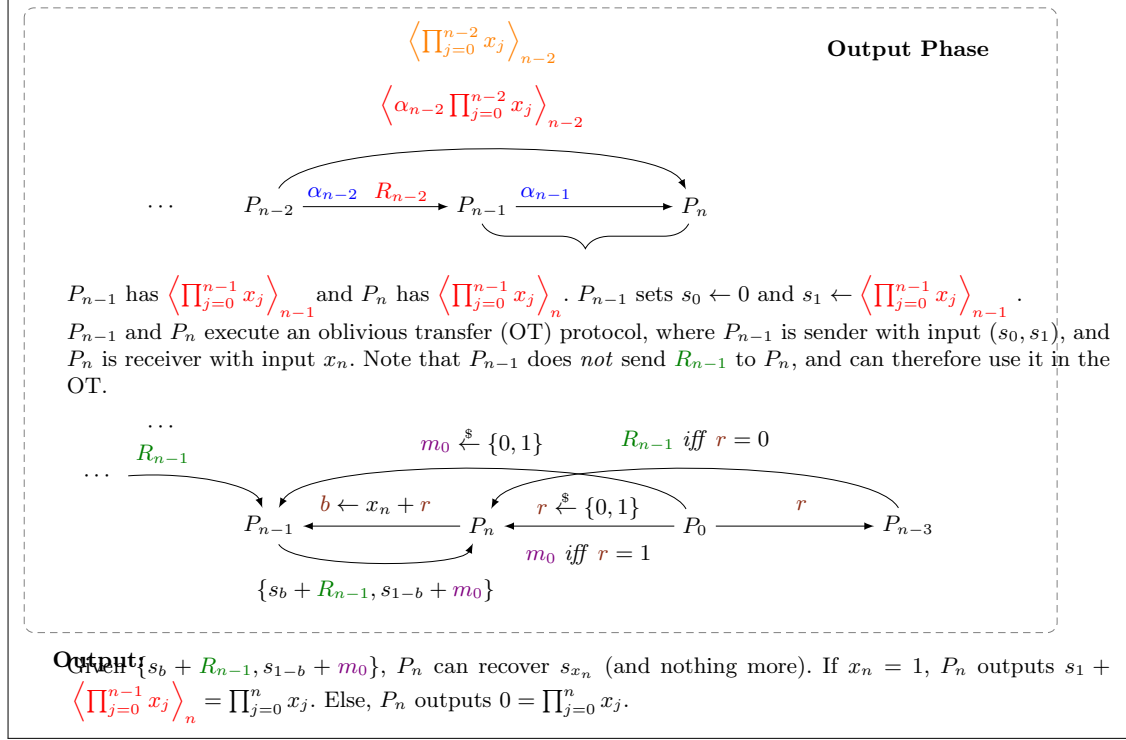 ⟨∏_{j=0}^{n-2} x_j⟩_{n-2}
Output Phase
⟨α_{n-2} ∏_{j=0}^{n-2} x_j⟩_{n-2}
α_{n-2} R_{n-2} α_{n-1}
... P_{n-2} P_{n-1} P_n
P_{n-1} has ⟨∏_{j=0}^{n-1} x_j⟩_{n-1} and P_n has ⟨∏_{j=0}^{n-1} x_j⟩_n. P_{n-1} sets s_0 ← 0 and s_1 ← ⟨∏_{j=0}^{n-1} x_j⟩_{n-1} .
P_{n-1} and P_n execute an oblivious transfer (OT) protocol, where P_{n-1} is sender with input (s_0, s_1), and
P_n is receiver with input x_n. Note that P_{n-1} does not send R_{n-1} to P_n, and can therefore use it in the
OT.
...
R_{n-1} m_0 ←$ {0, 1} R_{n-1} iff r = 0
...
b ← x_n + r r ←$ {0, 1} r
P_{n-1} P_n P_0 P_{n-3}
m_0 iff r = 1
{s_b + R_{n-1}, s_{1-b} + m_0}
Output:
Given {s_b + R_{n-1}, s_{1-b} + m_0}, P_n can recover s_{x_n} (and nothing more). If x_n = 1, P_n outputs s_1 +
⟨∏_{j=0}^{n-1} x_j⟩_n = ∏_{j=0}^{n} x_j. Else, P_n outputs 0 = ∏_{j=0}^{n} x_j.